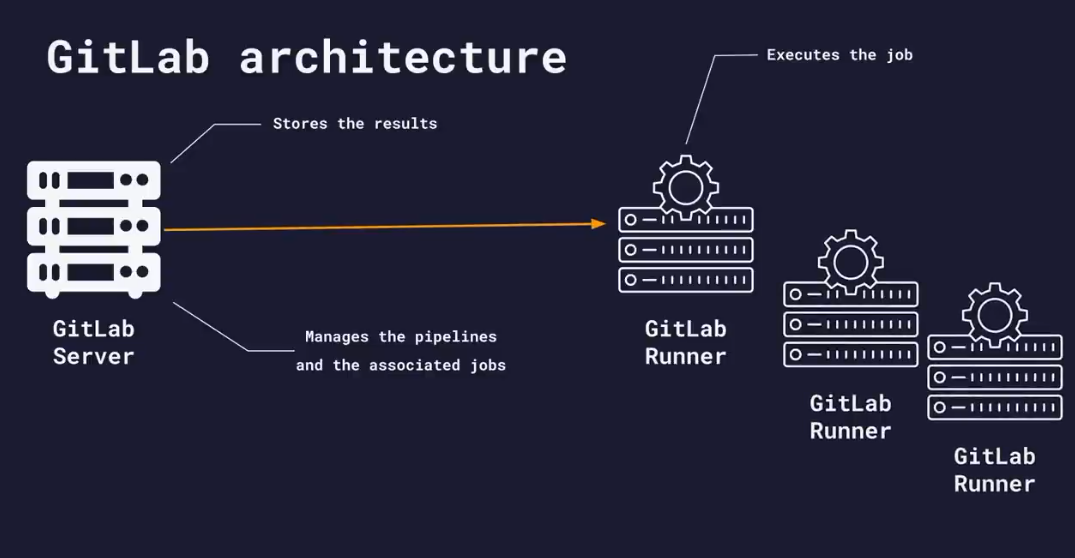 GitLab architecture
Executes the job
Stores the results
GitLab
Server
Manages the pipelines
and the associated jobs
GitLab
Runner
GitLab
Runner
GitLab
Runner